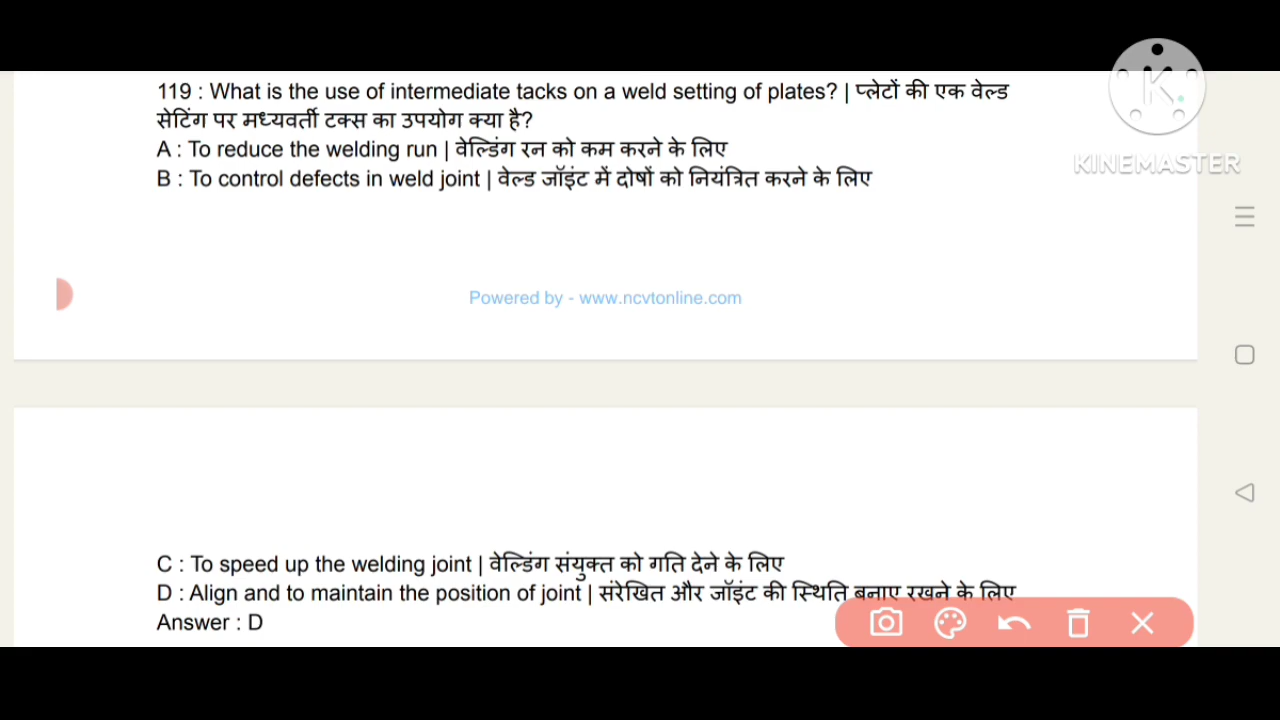 119 : What is the use of intermediate tacks on a weld setting of plates? | प्लेटों की एक वेल्ड
सेटिंग पर मध्यवर्ती टक्स का उपयोग क्या है?
A : To reduce the welding run | वेल्डिंग रन को कम करने के लिए
B : To control defects in weld joint | वेल्ड जॉइंट में दोषों को नियंत्रित करने के लिए
K
KINEMASTER
Powered by - www.ncvtonline.com
C : To speed up the welding joint | वेल्डिंग संयुक्त को गति देने के लिए
D : Align and to maintain the position of joint | संरेखित और जॉइंट की स्थिति बनाए रखने के लिए
Answer : D